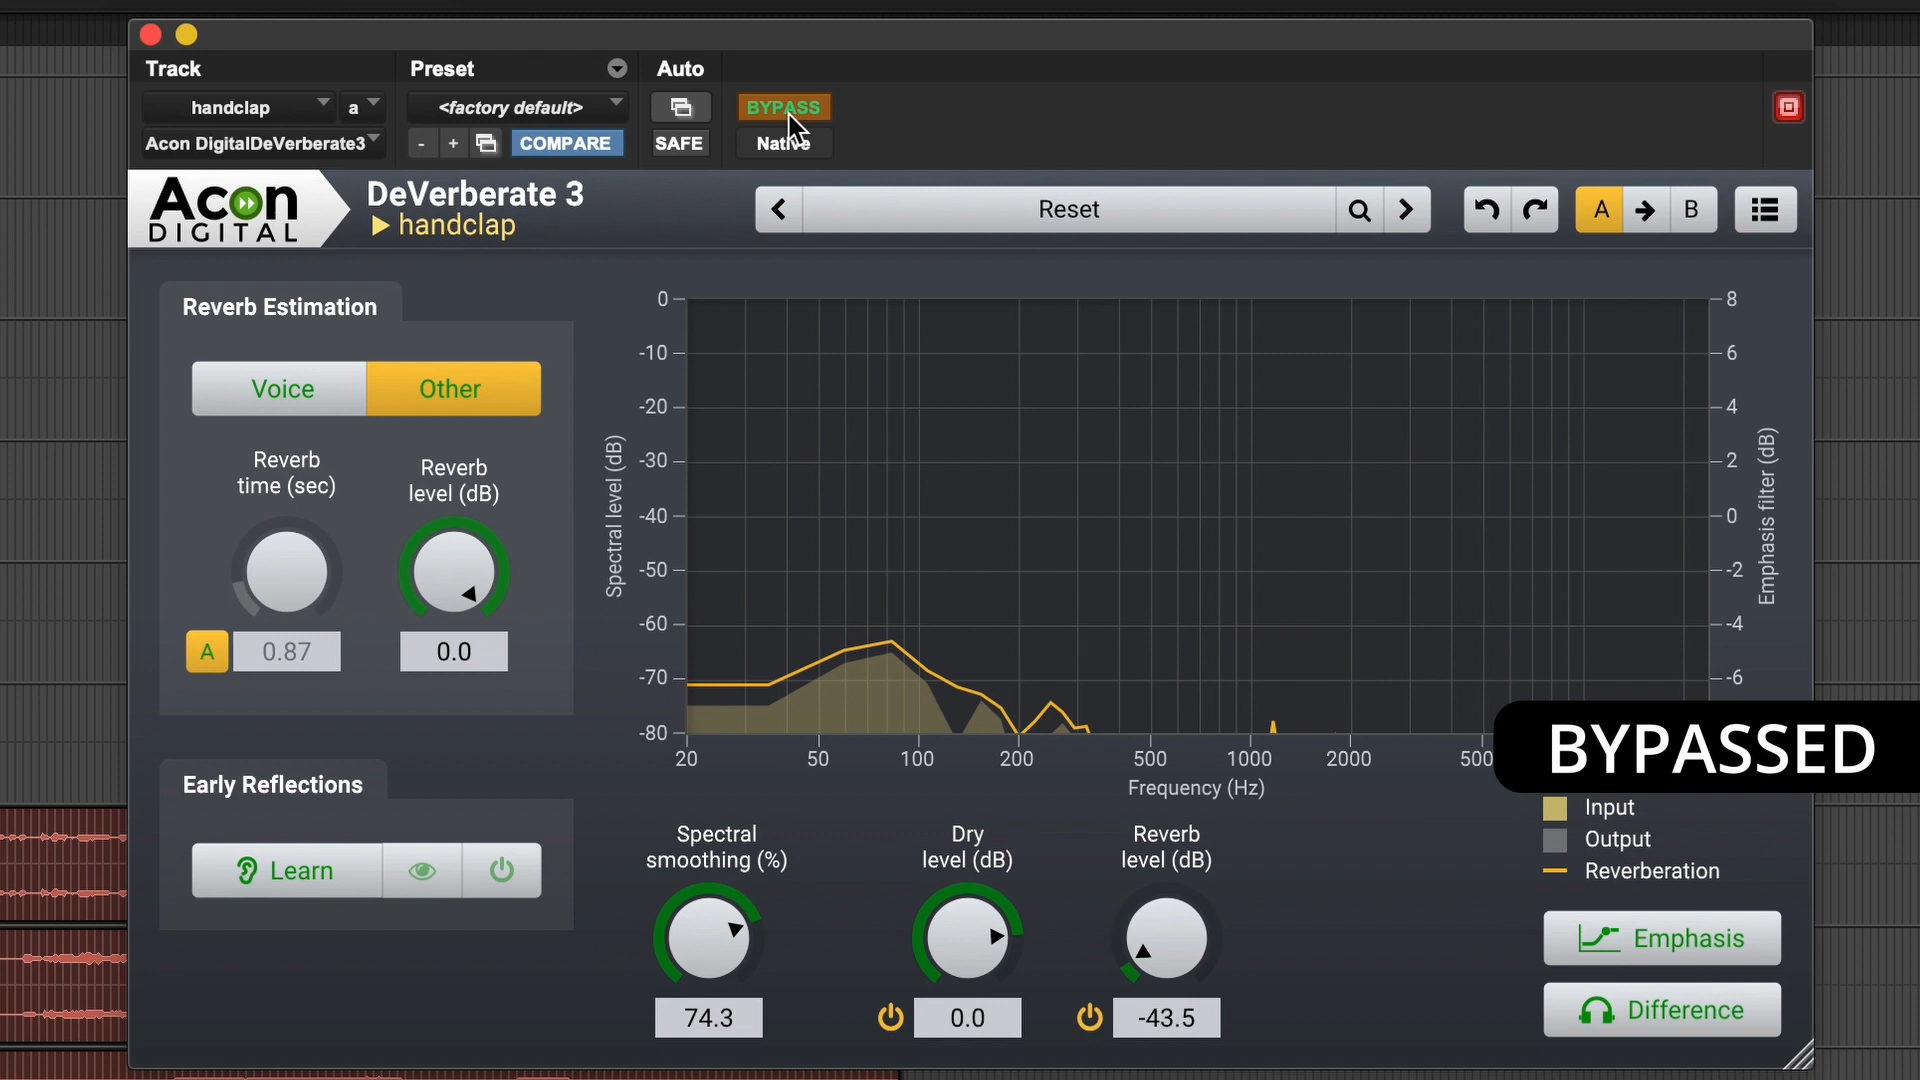 Track
Preset
Auto
handclap
a
<factory default>
BYPASS
Acon DigitalDeVerberate3
-
+
COMPARE
SAFE
Native
Acon
DIGITAL
DeVerberate 3
handclap
Reset
A
B
Reverb Estimation
Voice
Other
Reverb
time (sec)
Reverb
level (dB)
A
0.87
0.0
Early Reflections
Learn
Spectral level (dB)
0
-10
-20
-30
-40
-50
-60
-70
-80
20
50
100
200
500
1000
2000
500
Frequency (Hz)
8
6
4
2
0
-2
-4
-6
Emphasis filter (dB)
BYPASSED
Input
Output
Reverberation
Spectral
smoothing (%)
74.3
Dry
level (dB)
0.0
Reverb
level (dB)
-43.5
Emphasis
Difference